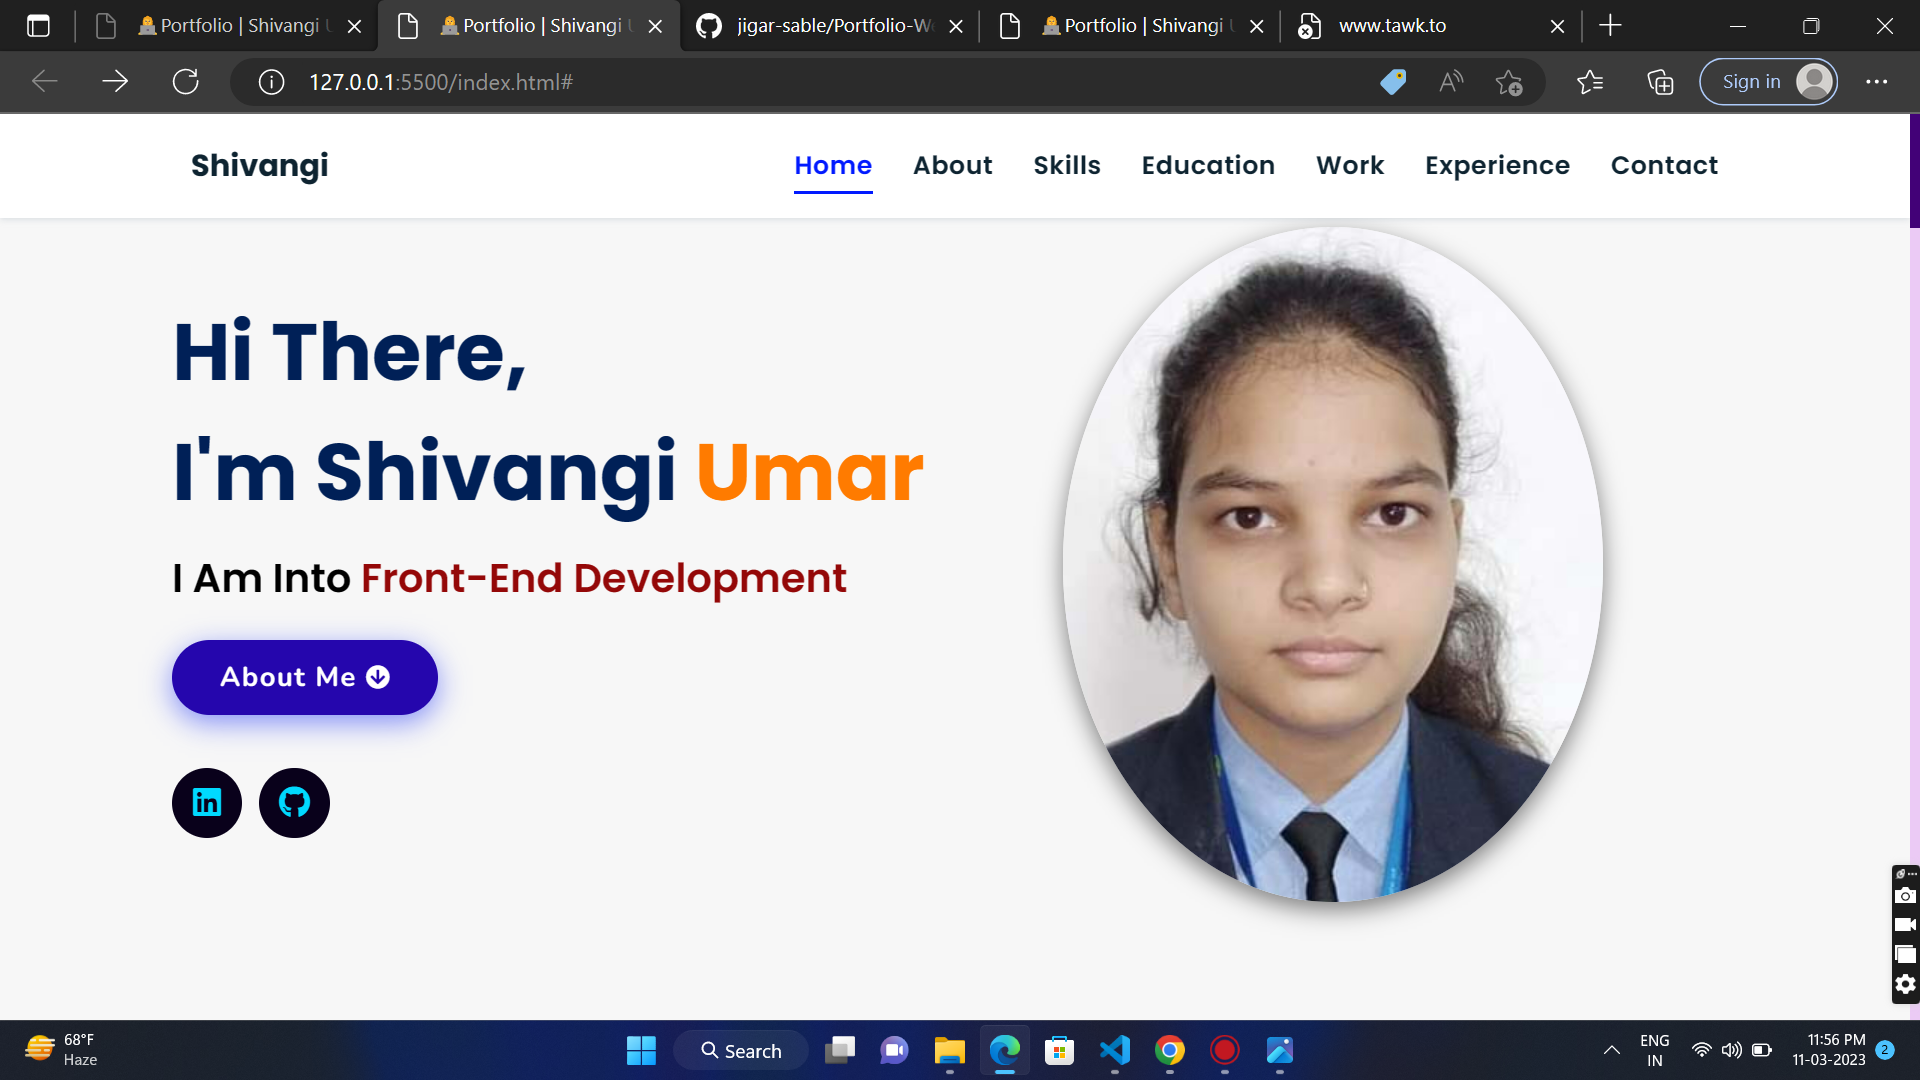 Portfolio | Shivangi U
Portfolio | Shivangi U
jigar-sable/Portfolio-We
Portfolio | Shivangi U
www.tawk.to
127.0.0.1:5500/index.html#
Sign in
Shivangi
Home About Skills Education Work Experience Contact
Hi There,
I'm Shivangi Umar
I Am Into Front-End Development
About Me
68°F
Haze
Search
ENG
IN
11:56 PM
11-03-2023
2